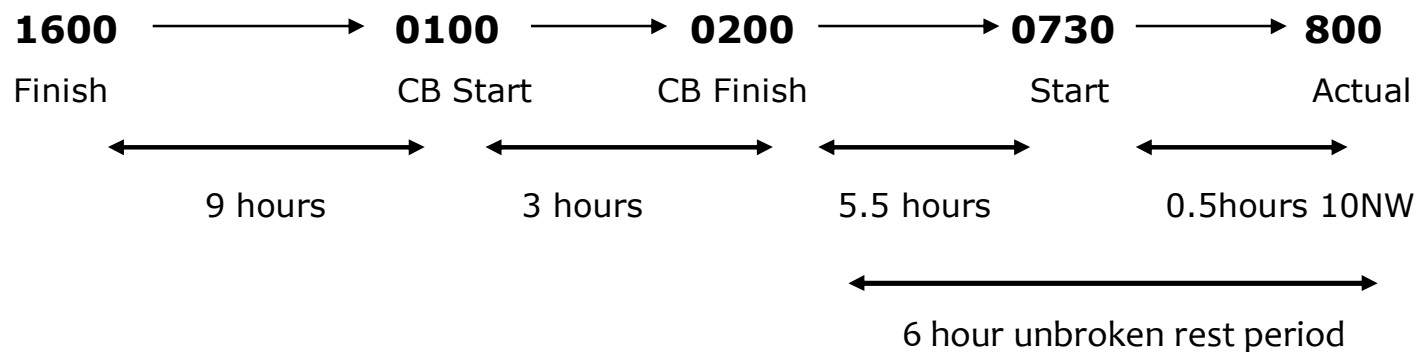 1600 0100 0200 0730 800
Finish CB Start CB Finish Start Actual
9 hours 3 hours 5.5 hours 0.5hours 10NW
6 hour unbroken rest period